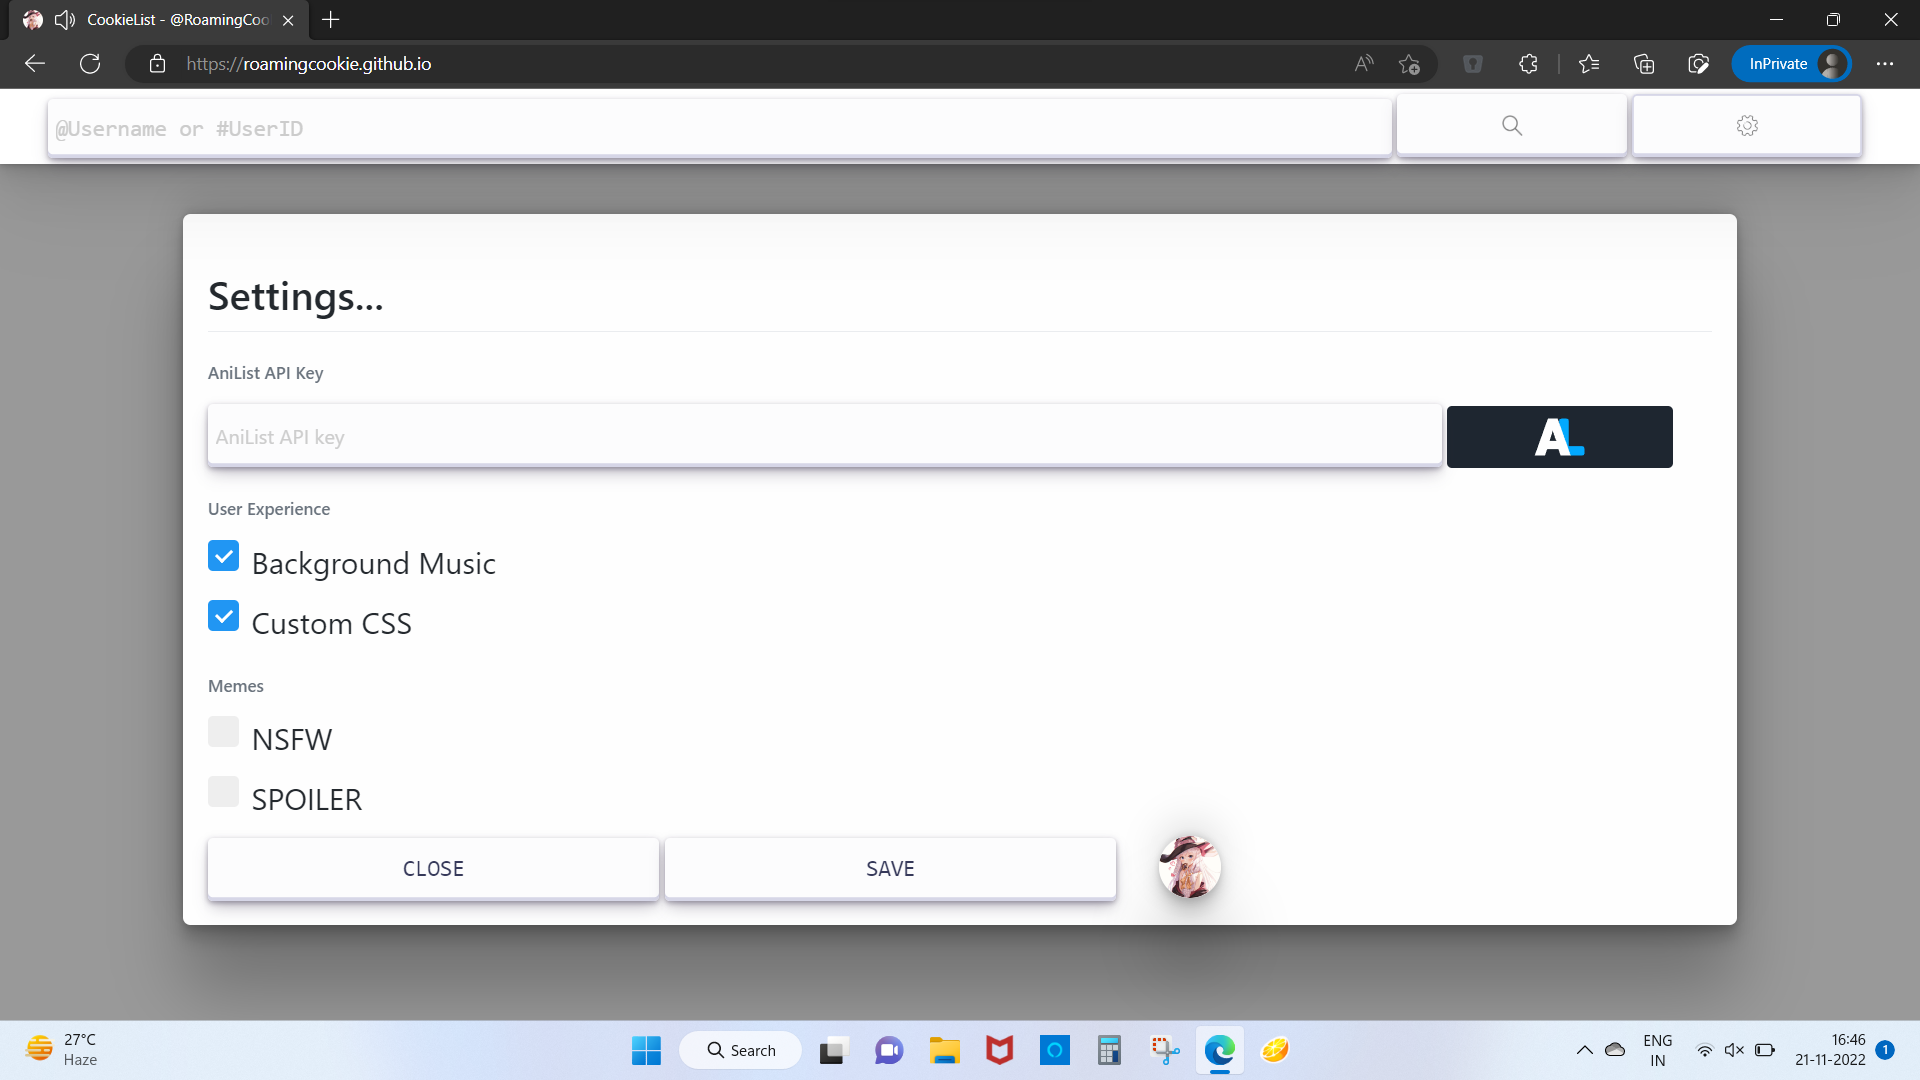 CookieList - @RoamingCoo
https://roamingcookie.github.io
InPrivate
@Username or #UserID
Settings...
AniList API Key
AniList API key
AL
User Experience
Background Music
Custom CSS
Memes
NSFW
SPOILER
CLOSE
SAVE
27°C
Haze
Search
ENG
IN
16:46
21-11-2022
1